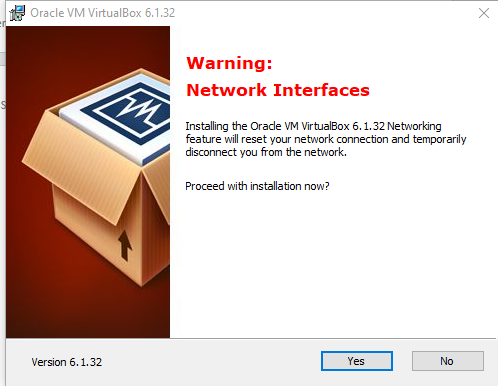 Oracle VM VirtualBox 6.1.32
Warning:
Network Interfaces
Installing the Oracle VM VirtualBox 6.1.32 Networking
feature will reset your network connection and temporarily
disconnect you from the network.
Proceed with installation now?
Version 6.1.32
Yes
No